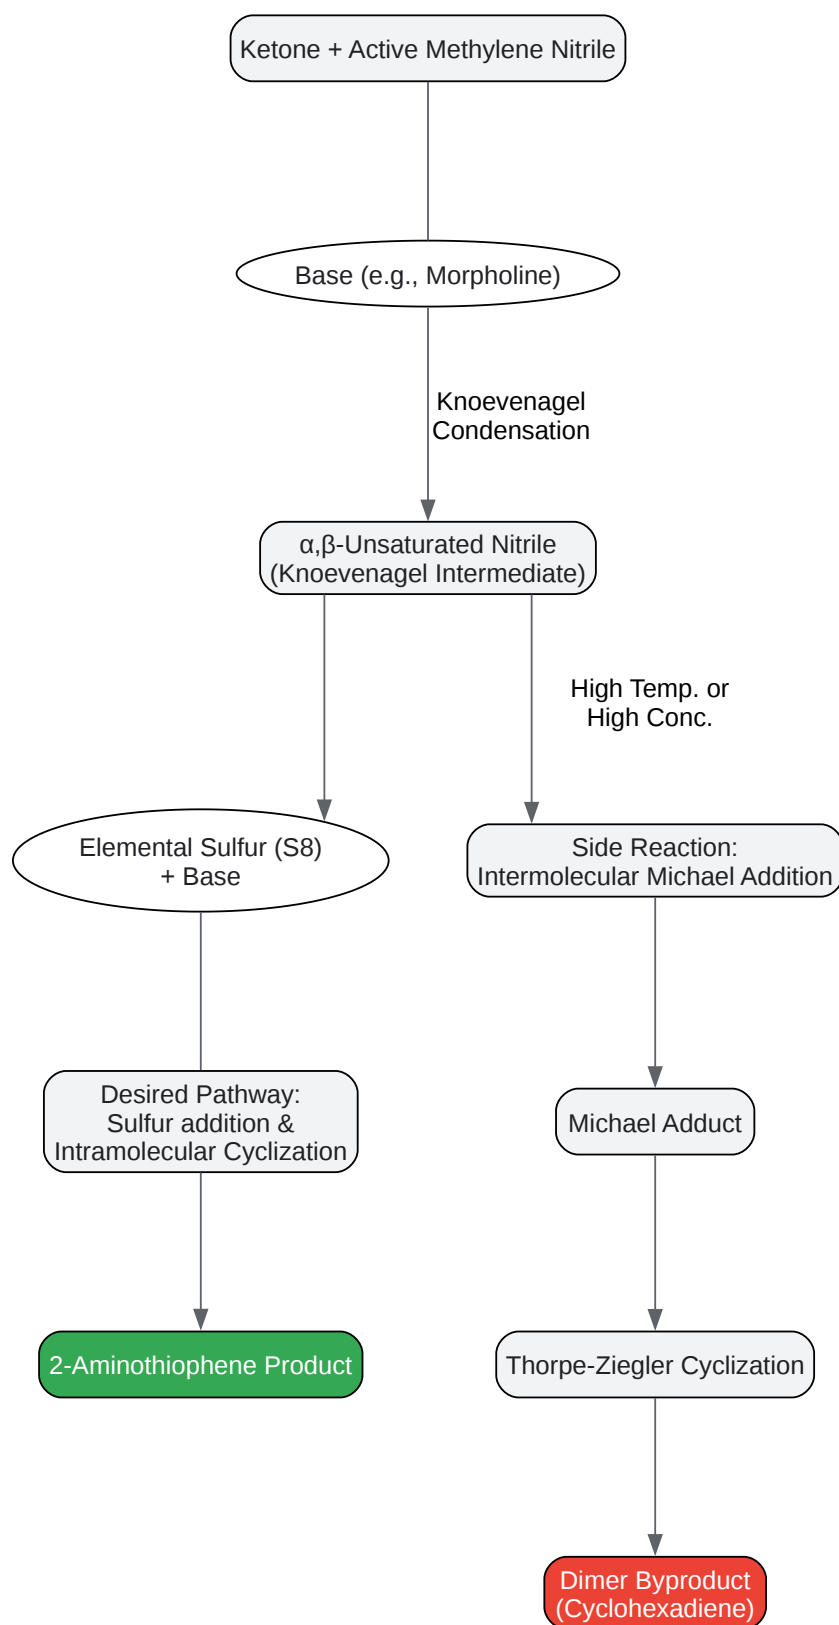 Ketone + Active Methylene Nitrile
Base (e.g., Morpholine)
Knoevenagel
Condensation
α,β-Unsaturated Nitrile
(Knoevenagel Intermediate)
High Temp. or
High Conc.
Elemental Sulfur (S8)
+ Base
Side Reaction:
Intermolecular Michael Addition
Desired Pathway:
Sulfur addition &
Intramolecular Cyclization
Michael Adduct
2-Aminothiophene Product
Thorpe-Ziegler Cyclization
Dimer Byproduct
(Cyclohexadiene)